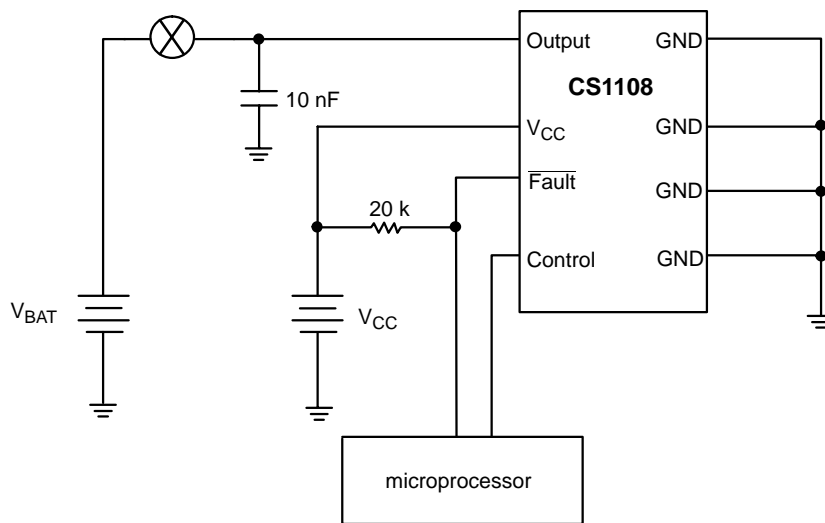 Output
GND
CS1108
10 nF
VCC
GND
Fault
20 k
GND
Control
GND
VBAT
VCC
microprocessor